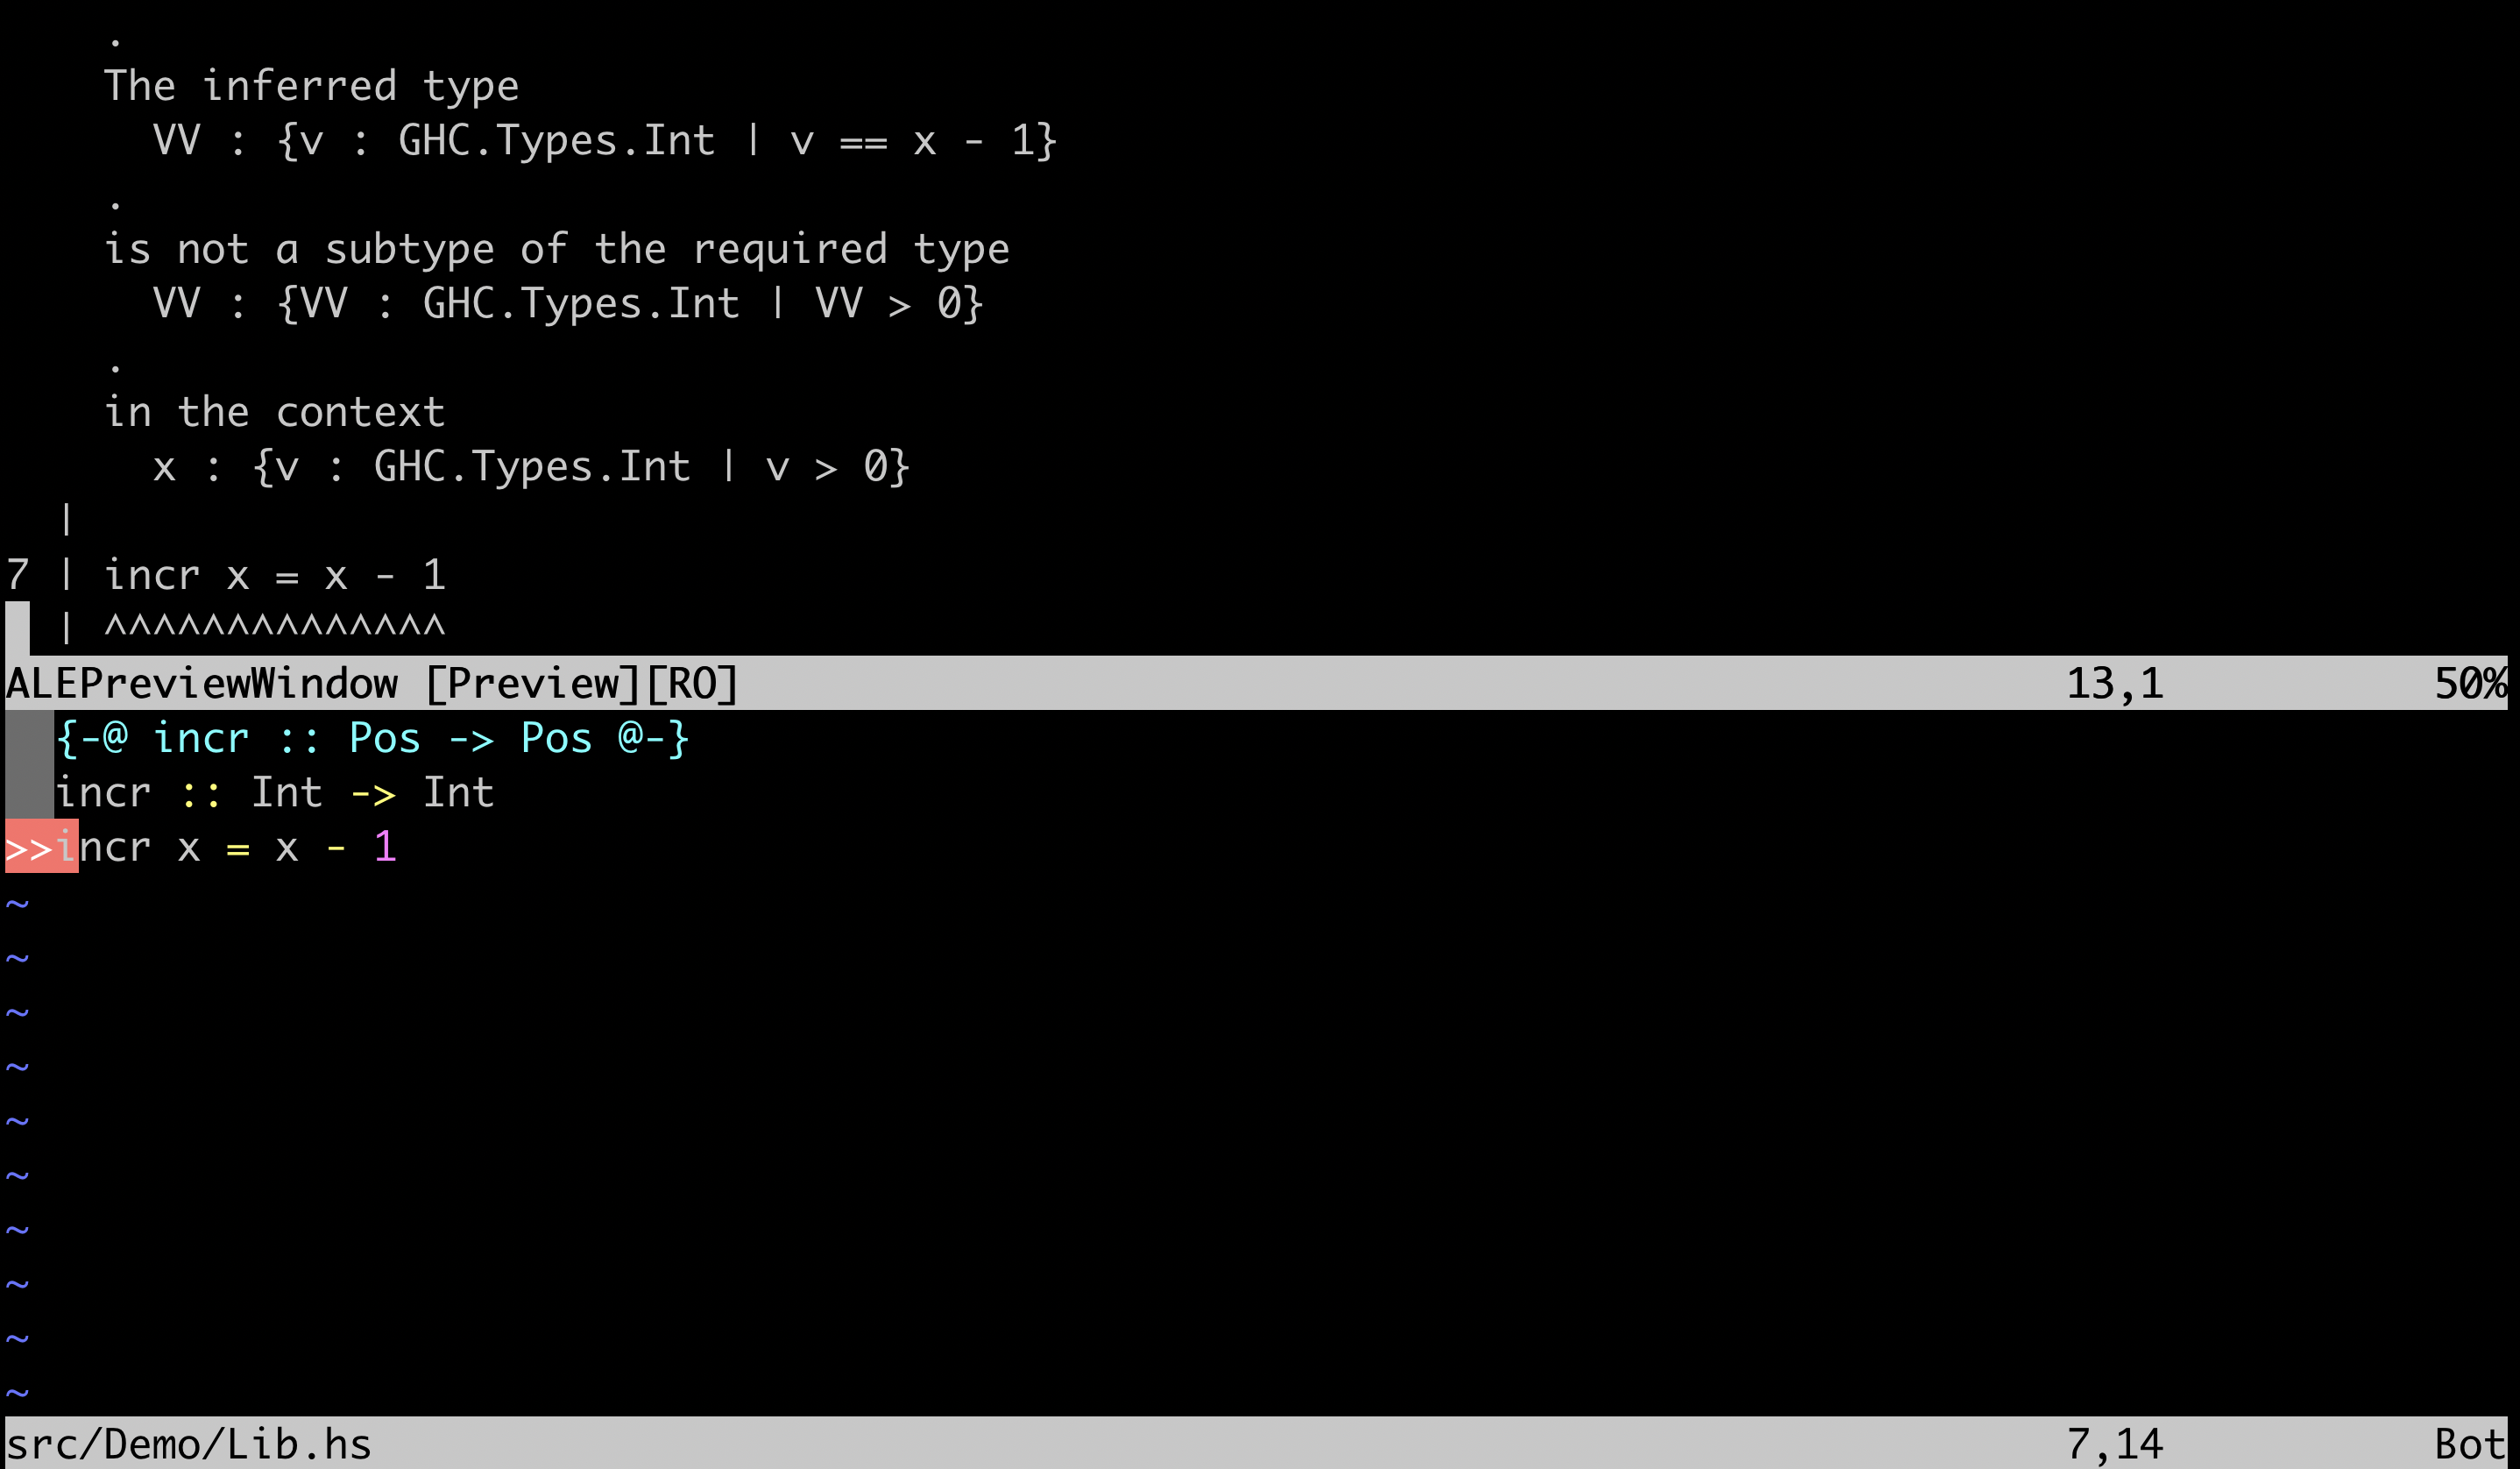 .
The inferred type
VV : {v : GHC.Types.Int | v == x - 1}
.
is not a subtype of the required type
VV : {VV : GHC.Types.Int | VV > 0}
.
in the context
x : {v : GHC.Types.Int | v > 0}
|
7 | incr x = x - 1
| ^^^^^^^^^^^^^^
ALEPreviewWindow [Preview][RO] 13,1 50%
{-@ incr :: Pos -> Pos @-}
incr :: Int -> Int
>>incr x = x - 1
~
~
~
~
~
~
~
~
~
~
src/Demo/Lib.hs 7,14 Bot